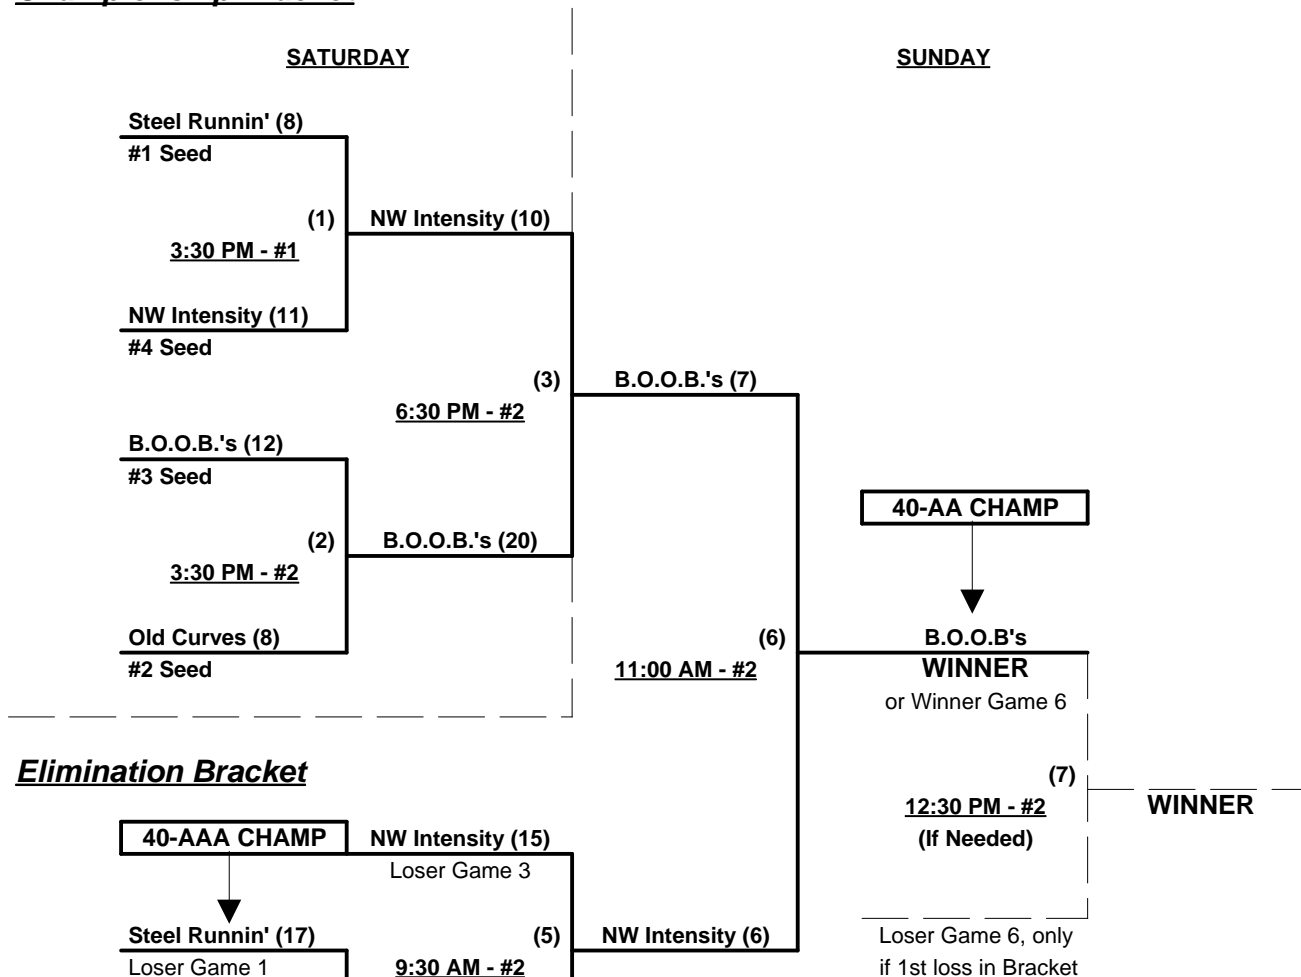 SATURDAY
SUNDAY
Steel Runnin' (8)
#1 Seed
(1)
NW Intensity (10)
3:30 PM - #1
NW Intensity (11)
#4 Seed
(3)
B.O.O.B.'s (7)
6:30 PM - #2
B.O.O.B.'s (12)
#3 Seed
40-AA CHAMP
(2)
B.O.O.B.'s (20)
3:30 PM - #2
Old Curves (8)
#2 Seed
(6)
B.O.O.B's
11:00 AM - #2
WINNER
or Winner Game 6
Elimination Bracket
(7)
12:30 PM - #2
WINNER
(If Needed)
40-AAA CHAMP
NW Intensity (15)
Loser Game 3
Steel Runnin' (17)
(5)
NW Intensity (6)
Loser Game 6, only
Loser Game 1
9:30 AM - #2
if 1st loss in Bracket